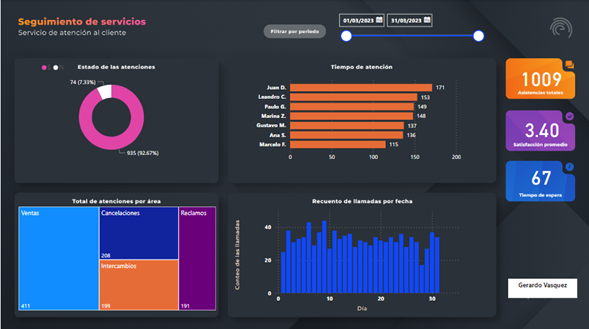 Seguimiento de servicios
Servicio de atención al cliente
Filtrar por período
01/03/2023 31/03/2023
Estado de las atenciones
74 (7.33%)
935 (92.67%)
Tiempo de atención
Juan D. 171
Leandro C. 153
Paulo G. 149
Marina Z. 148
Gustavo M. 137
Ana S. 136
Marcelo F. 115
0 50 100 150 200
1009
Asistencias totales
3.40
Satisfacción promedio
67
Tiempo de espera
Total de atenciones por área
Ventas
411
Cancelaciones
208
Intercambios
199
Reclamos
191
Recuento de llamadas por fecha
Conteo de las llamadas
40
20
0
0 5 10 15 20 25 30
Día
Gerardo Vasquez